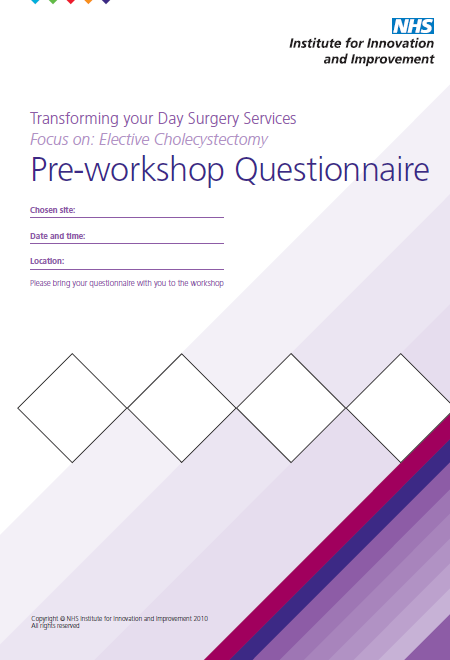 NHS
Institute for Innovation
and Improvement
Transforming your Day Surgery Services
Focus on: Elective Cholecystectomy
Pre-workshop Questionnaire
Chosen site:
Date and time:
Location:
Please bring your questionnaire with you to the workshop
Copyright © NHS Institute for Innovation and Improvement 2010
All rights reserved